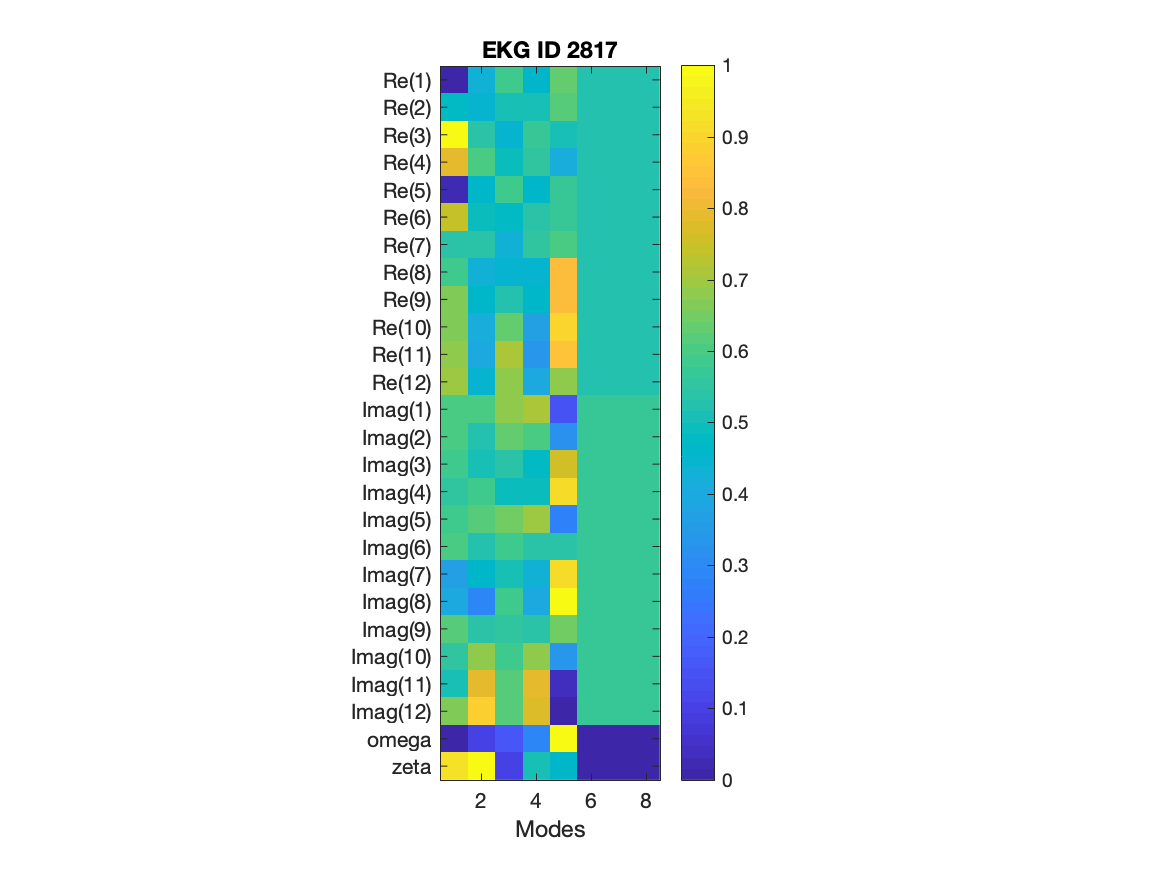 EKG ID 2817
Re(1)
Re(2)
Re(3)
Re(4)
Re(5)
Re(6)
Re(7)
Re(8)
Re(9)
Re(10)
Re(11)
Re(12)
Imag(1)
Imag(2)
Imag(3)
Imag(4)
Imag(5)
Imag(6)
Imag(7)
Imag(8)
Imag(9)
Imag(10)
Imag(11)
Imag(12)
omega
zeta
2 4 6 8
Modes
1
0.9
0.8
0.7
0.6
0.5
0.4
0.3
0.2
0.1
0